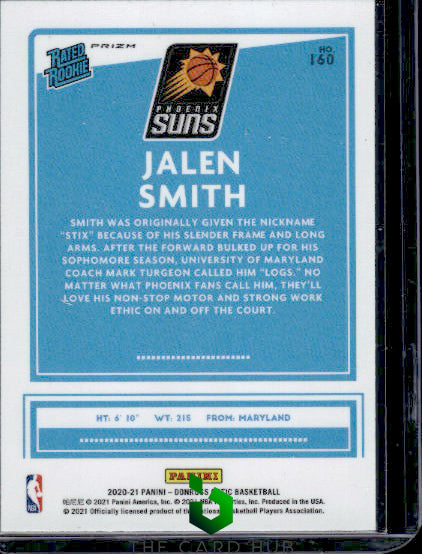 RATED
ROOKIE
PRIZM
NO.
160
PHOENIX
SUNS
JALEN
SMITH
SMITH WAS ORIGINALLY GIVEN THE NICKNAME
"STIX" BECAUSE OF HIS SLENDER FRAME AND LONG
ARMS. AFTER THE FORWARD BULKED UP FOR HIS
SOPHOMORE SEASON, UNIVERSITY OF MARYLAND
COACH MARK TURGEON CALLED HIM "LOGS." NO
MATTER WHAT PHOENIX FANS CALL HIM, THEY'LL
LOVE HIS NON-STOP MOTOR AND STRONG WORK
ETHIC ON AND OFF THE COURT.
HT: 6' 10" WT: 215 FROM: MARYLAND
PANINI
2020-21 PANINI – DONRUSS BASKETBALL
© 2021 Panini America, Inc. © 2021 NBA Inc. Produced in the USA.
© 2021 Officially licensed product of the Basketball Players Association.
NBA
THE CARD HUB